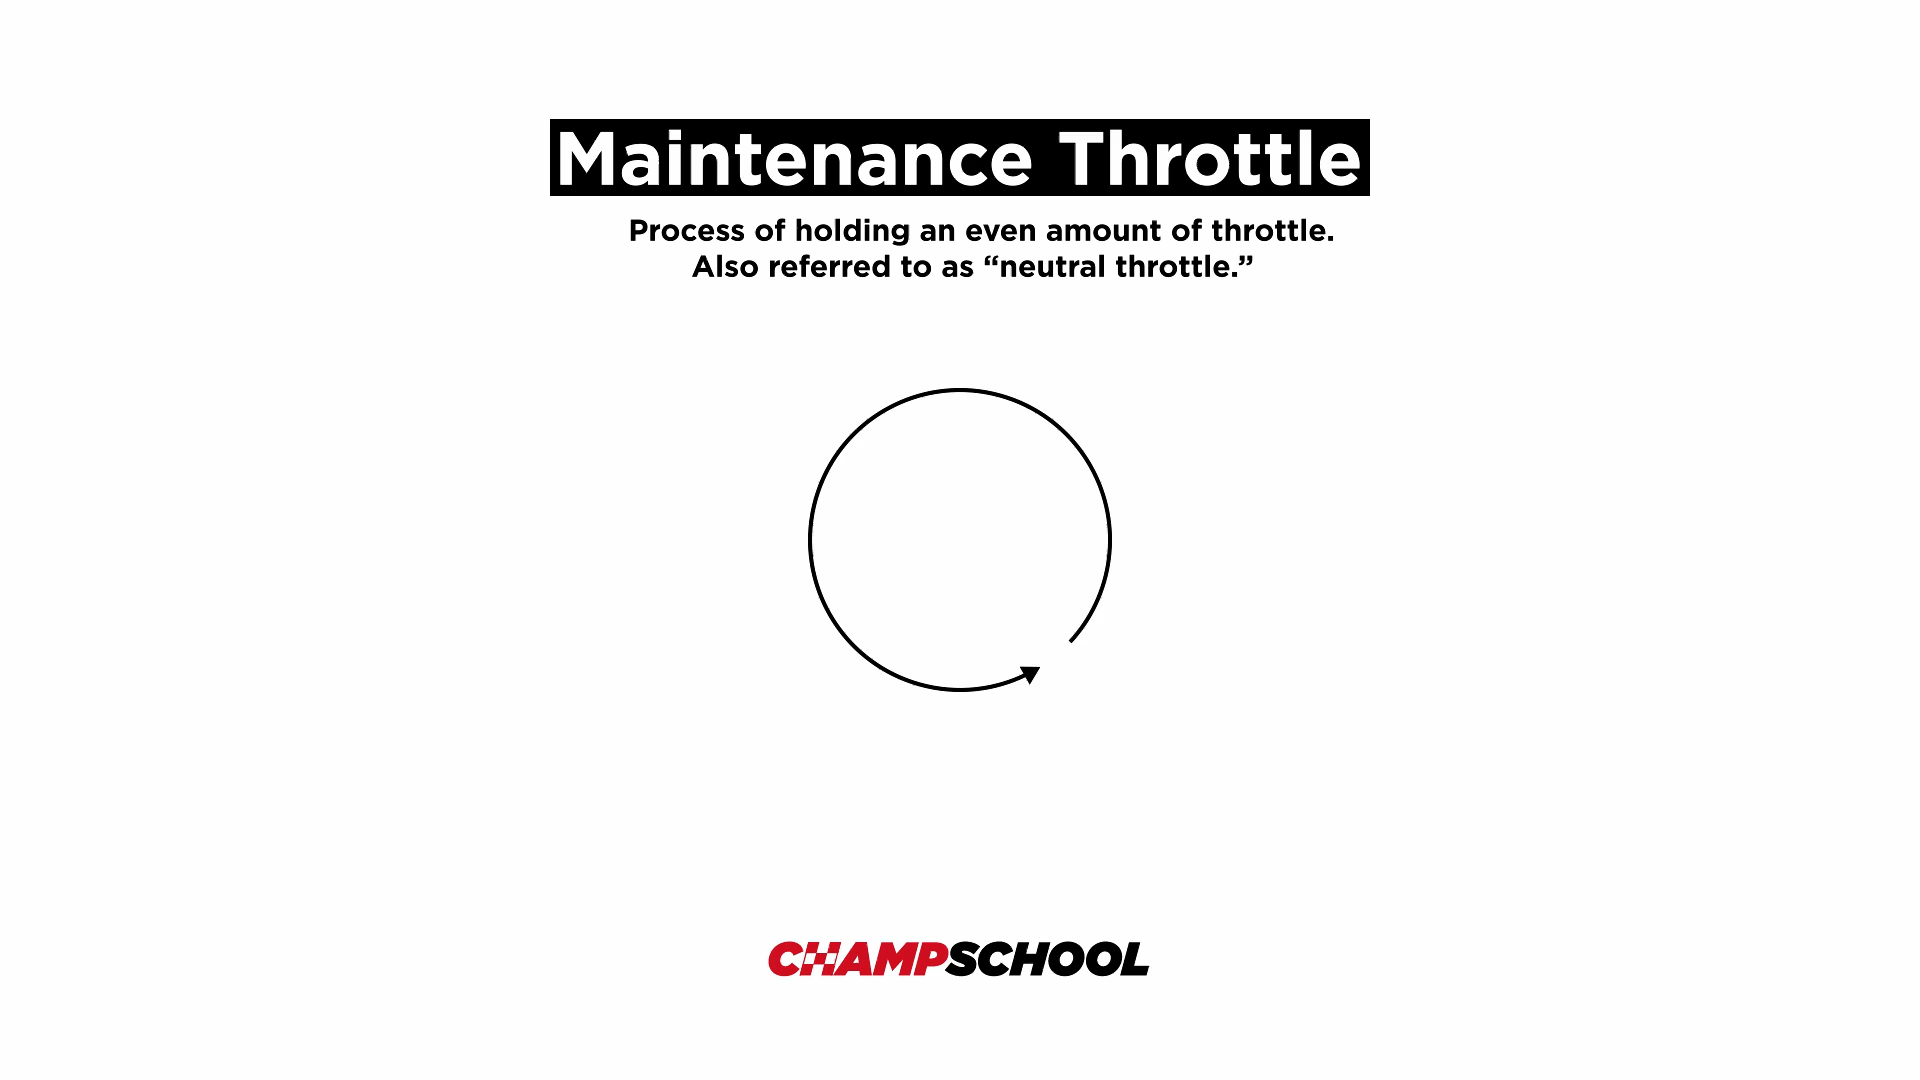 Maintenance Throttle
Process of holding an even amount of throttle.
Also referred to as “neutral throttle.”
CHAMPSCHOOL